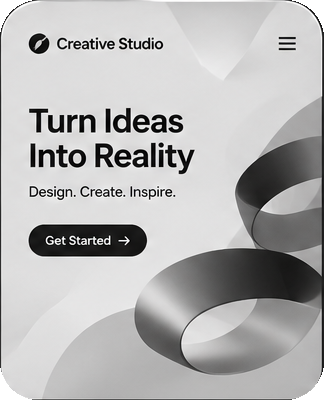 Creative Studio
Turn Ideas
Into Reality
Design. Create. Inspire.
Get Started →